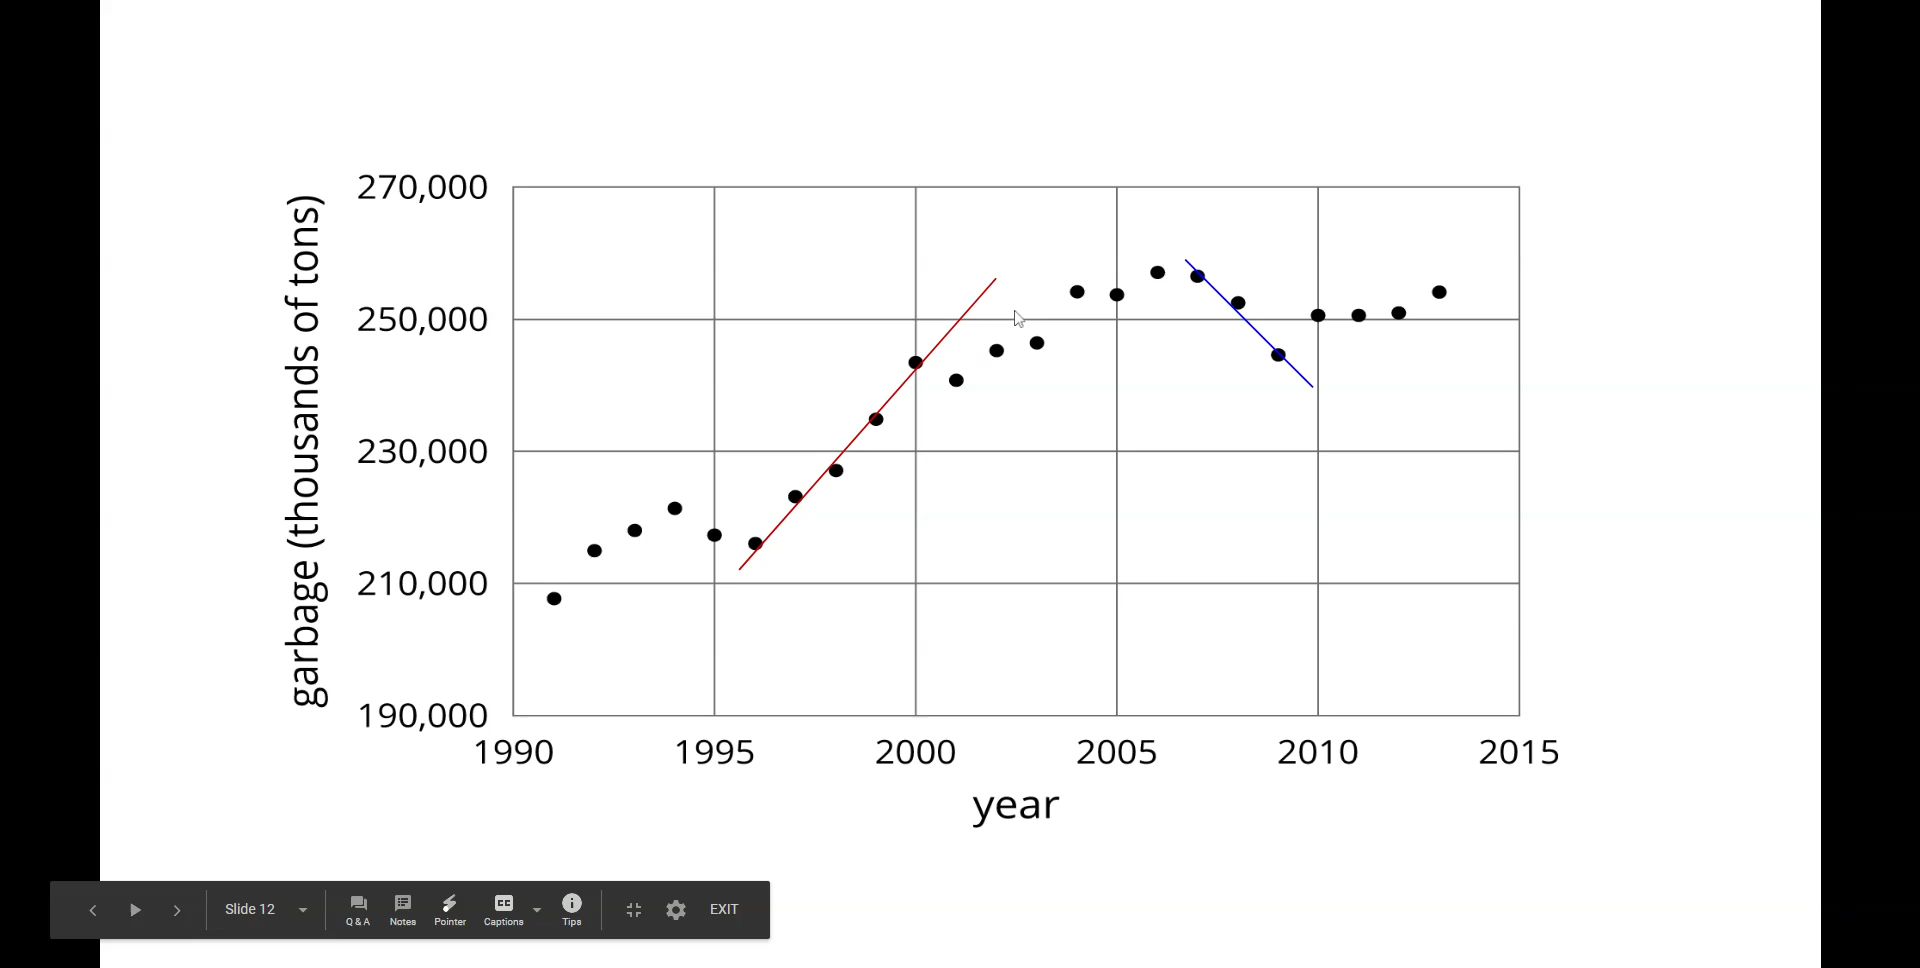 270,000
250,000
230,000
210,000
190,000
garbage (thousands of tons)
1990 1995 2000 2005 2010 2015
year
Slide 12
Q & A Notes Pointer Captions Tips EXIT
CC